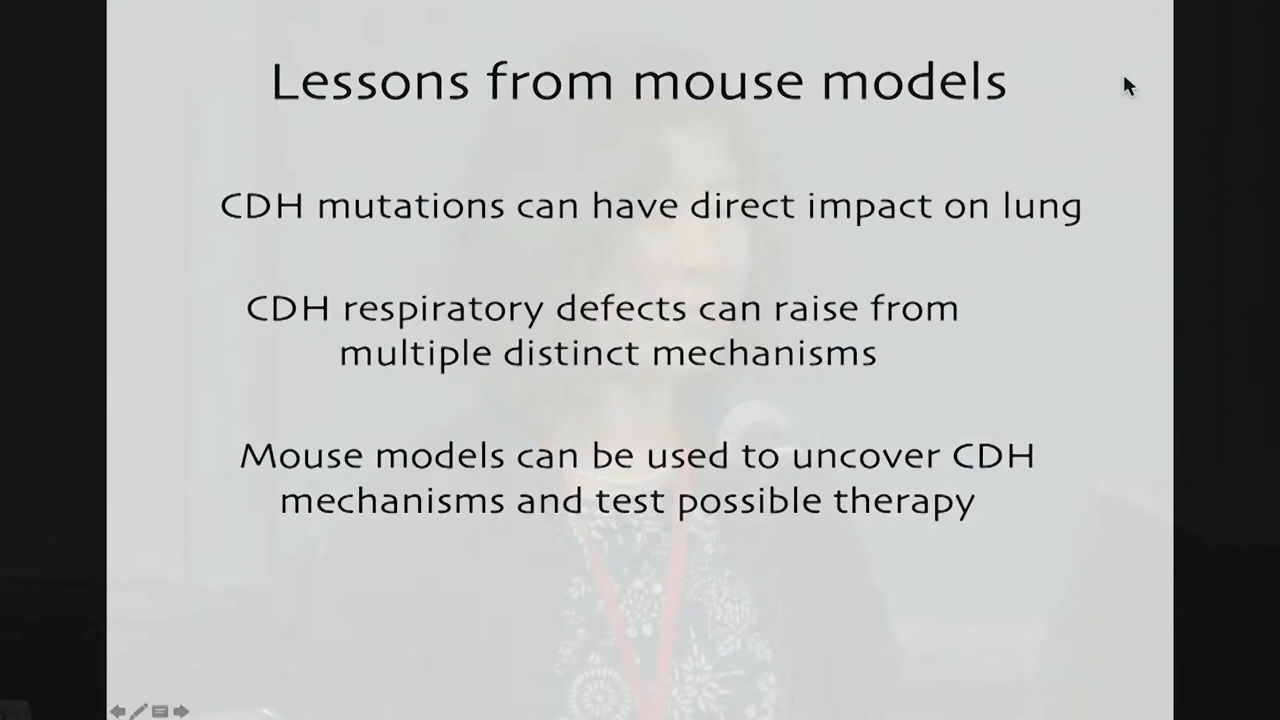 Lessons from mouse models
CDH mutations can have direct impact on lung
CDH respiratory defects can raise from
multiple distinct mechanisms
Mouse models can be used to uncover CDH
mechanisms and test possible therapy